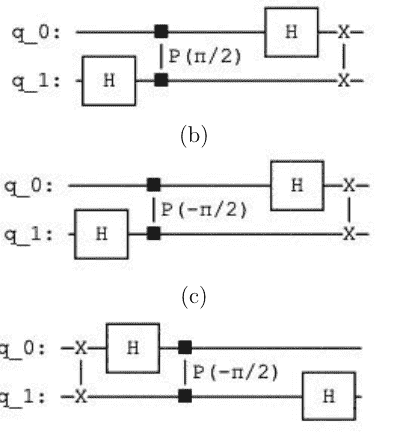 q_0: H X
P(π/2)
q_1: H X
(b)
q_0: H X
P(-π/2)
q_1: H X
(c)
q_0: X H
P(-π/2)
q_1: X H